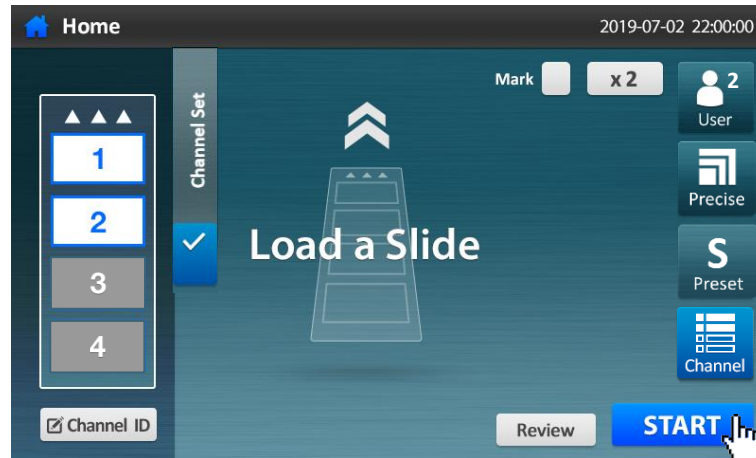 Home
2019-07-02 22:00:00
Mark
x 2
2
User
1
2
3
4
Channel Set
Load a Slide
Precise
S
Preset
Channel
Channel ID
Review
START